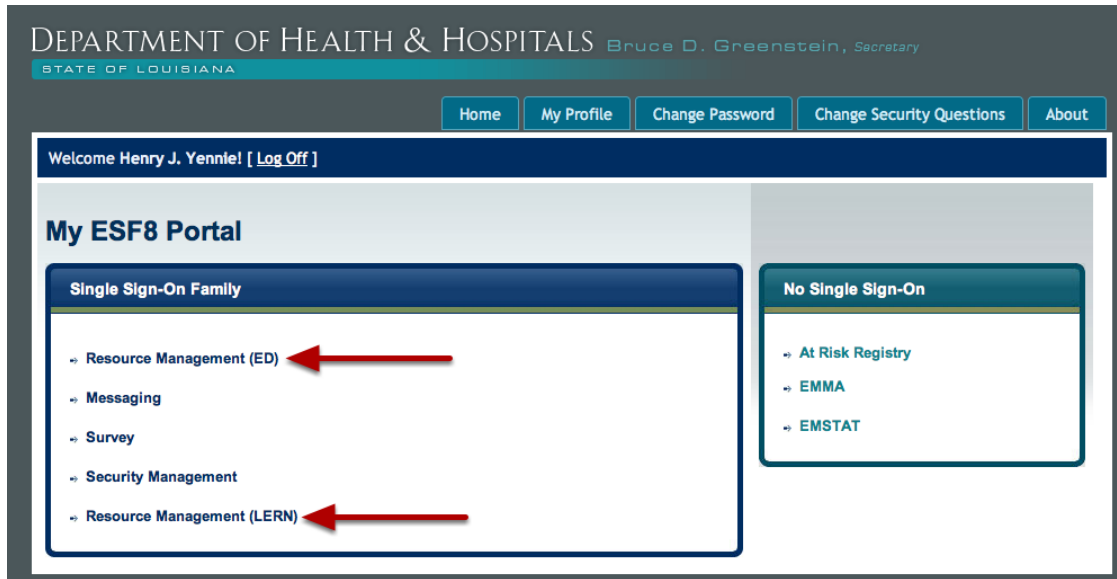 DEPARTMENT OF HEALTH & HOSPITALS Bruce D. Greenstein, Secretary
STATE OF LOUISIANA
Home My Profile Change Password Change Security Questions About
Welcome Henry J. Yennie! [ Log Off ]
My ESF8 Portal
Single Sign-On Family
Resource Management (ED)
Messaging
Survey
Security Management
Resource Management (LERN)
No Single Sign-On
At Risk Registry
EMMA
EMSTAT